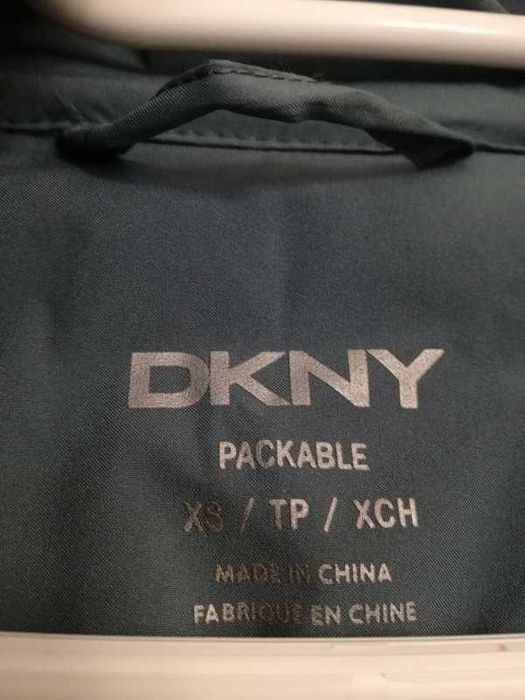 DKNY
PACKABLE
XS / TP / XCH
MADE IN CHINA
FABRIQUE EN CHINE